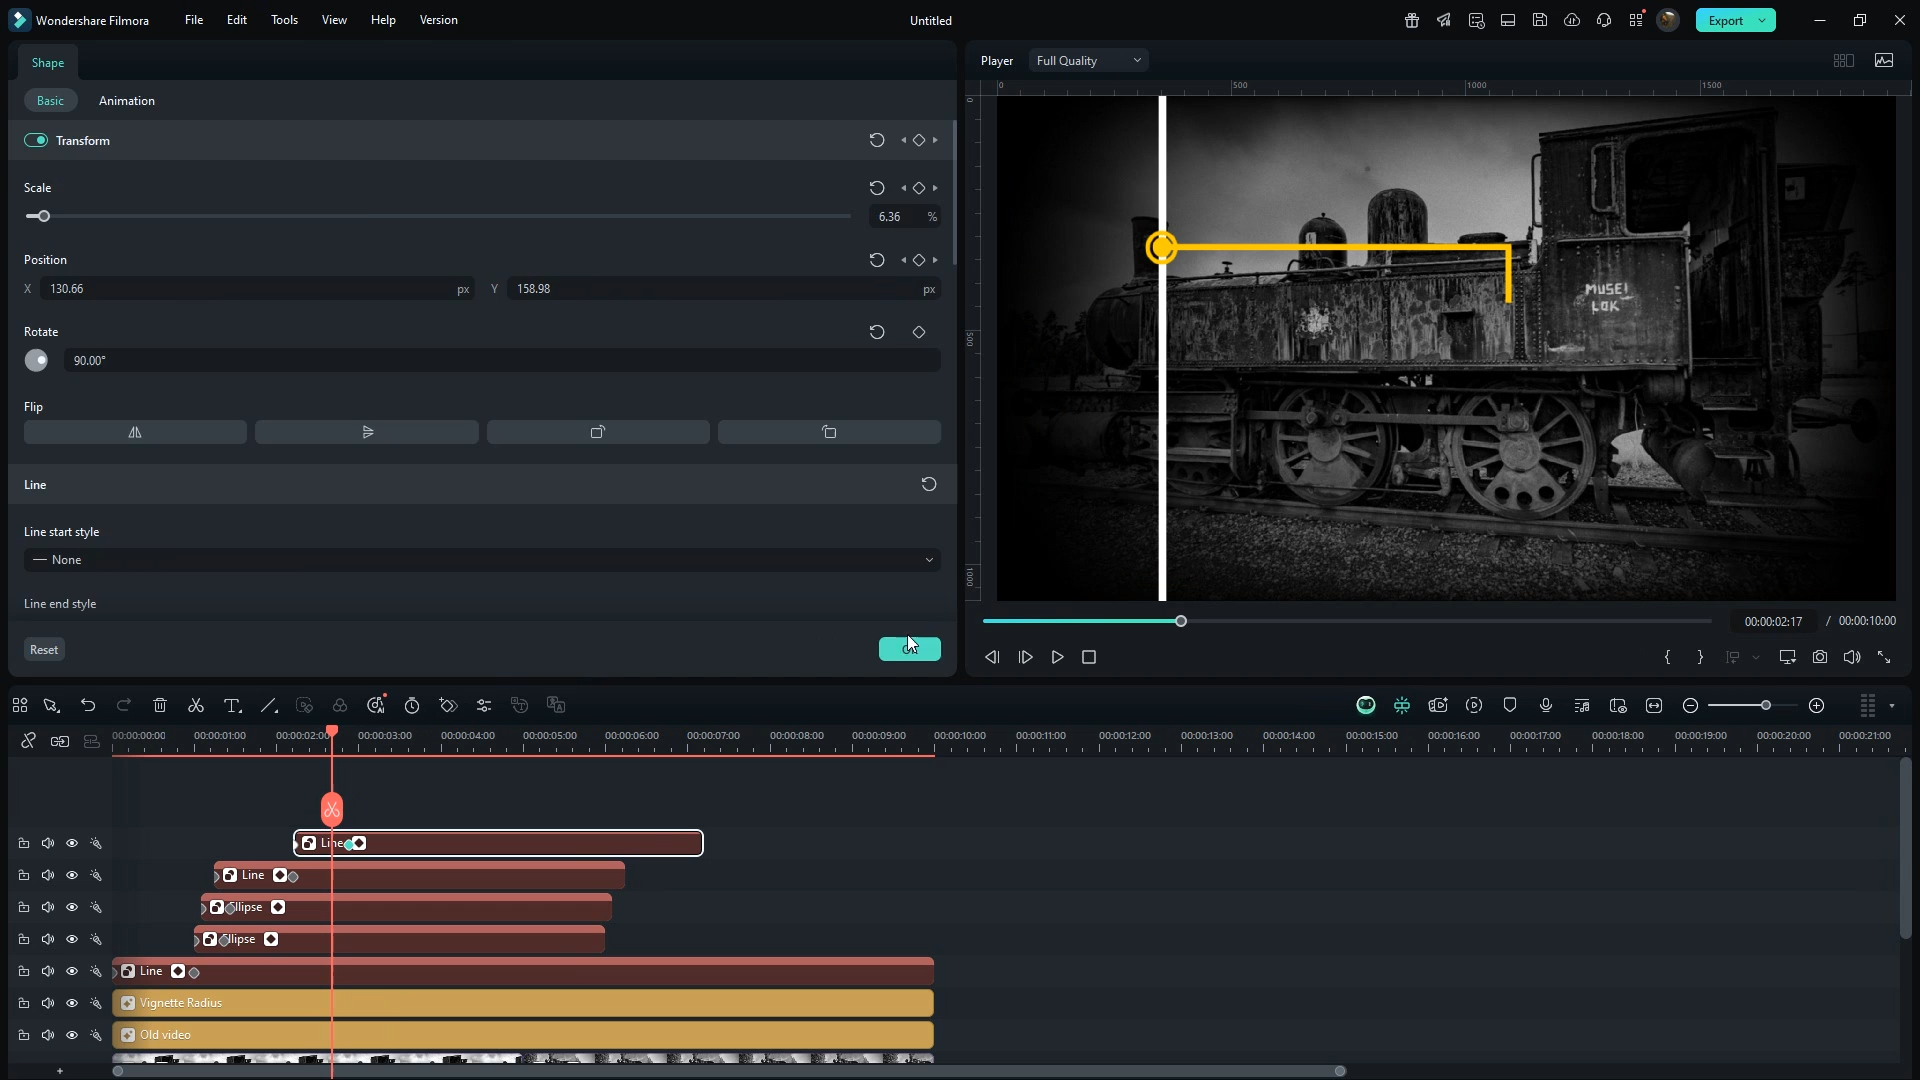 Wondershare Filmora File Edit Tools View Help Version Untitled Export
Shape
Player Full Quality
Basic Animation
0 500 1000 1500
0
500
1000
Transform
Scale
6.36 %
Position
X 130.66 px Y 158.98 px
Rotate
90.00°
Flip
Line
Line start style
None
Line end style
Reset
MUSEI
LOK
00:00:02:17 / 00:00:10:00
00:00:00:00 00:00:01:00 00:00:02:00 00:00:03:00 00:00:04:00 00:00:05:00 00:00:06:00 00:00:07:00 00:00:08:00 00:00:09:00 00:00:10:00 00:00:11:00 00:00:12:00 00:00:13:00 00:00:14:00 00:00:15:00 00:00:16:00 00:00:17:00 00:00:18:00 00:00:19:00 00:00:20:00 00:00:21:00
Line
Line
Ellipse
Ellipse
Line
Vignette Radius
Old video